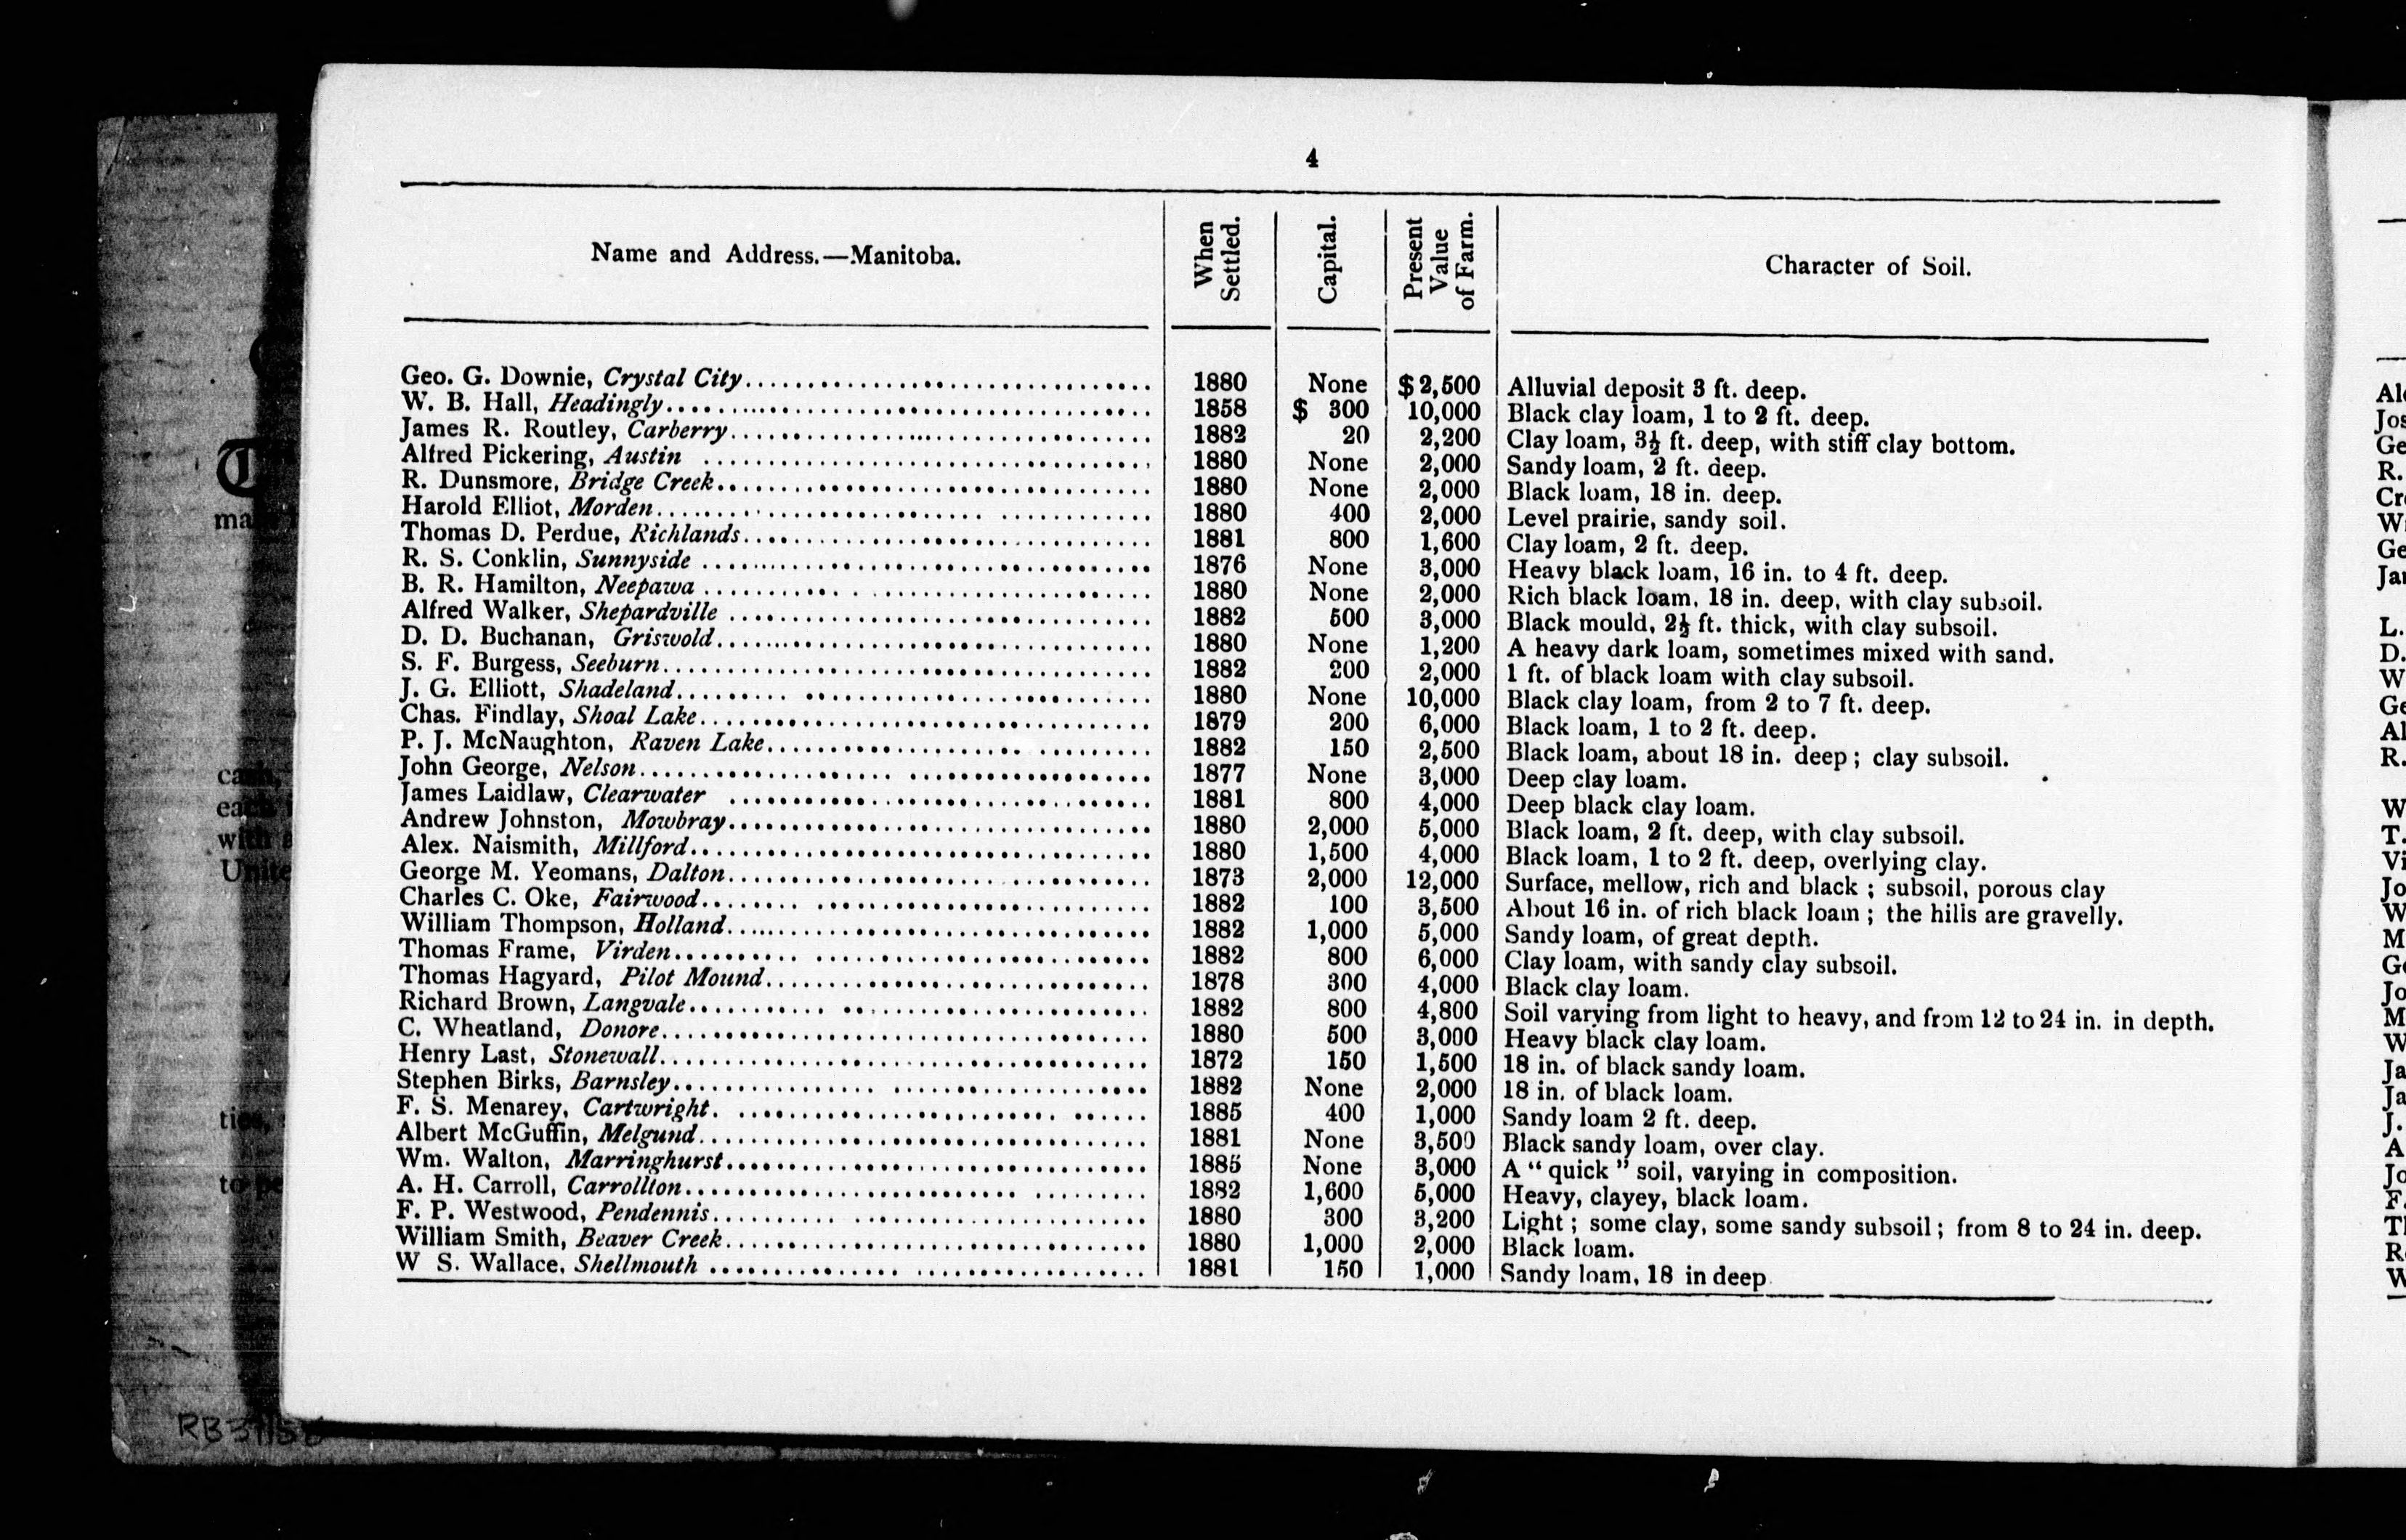 4
Name and Address.—Manitoba. When Settled. Capital. Present Value of Farm. Character of Soil.
Geo. G. Downie, Crystal City 1880 None $2,500 Alluvial deposit 3 ft. deep.
W. B. Hall, Headingly 1858 $ 300 10,000 Black clay loam, 1 to 2 ft. deep.
James R. Routley, Carberry 1882 20 2,200 Clay loam, 3½ ft. deep, with stiff clay bottom.
Alfred Pickering, Austin 1880 None 2,000 Sandy loam, 2 ft. deep.
R. Dunsmore, Bridge Creek 1880 None 2,000 Black loam, 18 in. deep.
Harold Elliot, Morden 1880 400 2,000 Level prairie, sandy soil.
Thomas D. Perdue, Richlands 1881 800 1,600 Clay loam, 2 ft. deep.
R. S. Conklin, Sunnyside 1876 None 3,000 Heavy black loam, 16 in. to 4 ft. deep.
B. R. Hamilton, Neepawa 1880 None 2,000 Rich black loam, 18 in. deep, with clay subsoil.
Alfred Walker, Shepardville 1882 500 3,000 Black mould, 2½ ft. thick, with clay subsoil.
D. D. Buchanan, Griswold 1880 None 1,200 A heavy dark loam, sometimes mixed with sand.
S. F. Burgess, Seeburn 1882 200 2,000 1 ft. of black loam with clay subsoil.
J. G. Elliott, Shadeland 1880 None 10,000 Black clay loam, from 2 to 7 ft. deep.
Chas. Findlay, Shoal Lake 1879 200 6,000 Black loam, 1 to 2 ft. deep.
P. J. McNaughton, Raven Lake 1882 150 2,500 Black loam, about 18 in. deep; clay subsoil.
John George, Nelson 1877 None 3,000 Deep clay loam.
James Laidlaw, Clearwater 1881 800 4,000 Deep black clay loam.
Andrew Johnston, Mowbray 1880 2,000 5,000 Black loam, 2 ft. deep, with clay subsoil.
Alex. Naismith, Millford 1880 1,500 4,000 Black loam, 1 to 2 ft. deep, overlying clay.
George M. Yeomans, Dalton 1873 2,000 12,000 Surface, mellow, rich and black; subsoil, porous clay
Charles C. Oke, Fairwood 1882 100 3,500 About 16 in. of rich black loam; the hills are gravelly.
William Thompson, Holland 1882 1,000 5,000 Sandy loam, of great depth.
Thomas Frame, Virden 1882 800 6,000 Clay loam, with sandy clay subsoil.
Thomas Hagyard, Pilot Mound 1878 300 4,000 Black clay loam.
Richard Brown, Langvale 1882 800 4,800 Soil varying from light to heavy, and from 12 to 24 in. in depth.
C. Wheatland, Donore 1880 500 3,000 Heavy black clay loam.
Henry Last, Stonewall 1872 150 1,500 18 in. of black sandy loam.
Stephen Birks, Barnsley 1882 None 2,000 18 in. of black loam.
F. S. Menarey, Cartwright 1885 400 1,000 Sandy loam 2 ft. deep.
Albert McGuffin, Melgund 1881 None 3,500 Black sandy loam, over clay.
Wm. Walton, Marringhurst 1885 None 3,000 A "quick" soil, varying in composition.
A. H. Carroll, Carrollton 1882 1,600 5,000 Heavy, clayey, black loam.
F. P. Westwood, Pendennis 1880 300 3,200 Light; some clay, some sandy subsoil; from 8 to 24 in. deep.
William Smith, Beaver Creek 1880 1,000 2,000 Black loam.
W S. Wallace, Shellmouth 1881 150 1,000 Sandy loam, 18 in deep